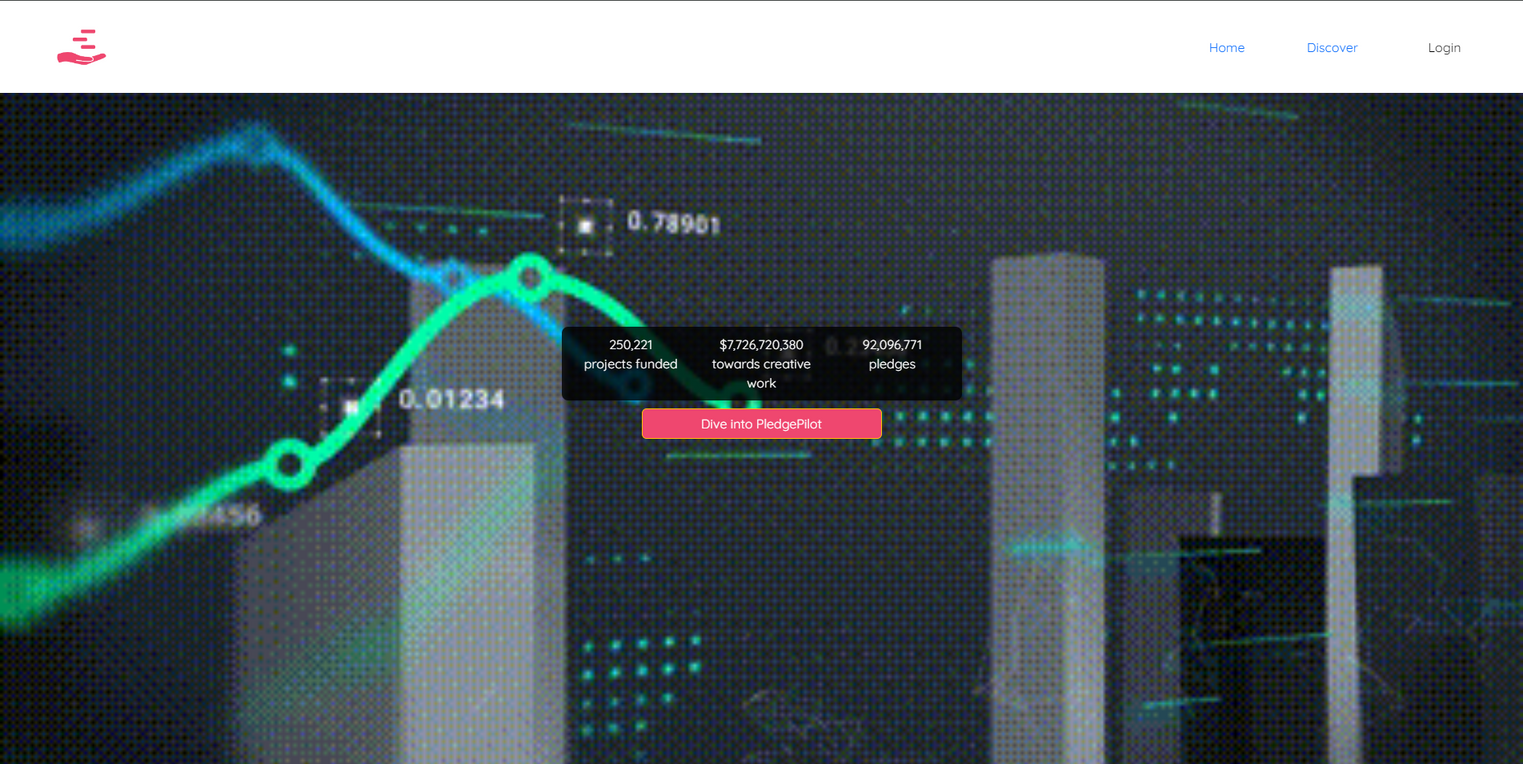 Home
Discover
Login
0.78901
250,221
projects funded
$7,726,720,380
towards creative
work
92,096,771
pledges
0.01234
Dive into PledgePilot
456